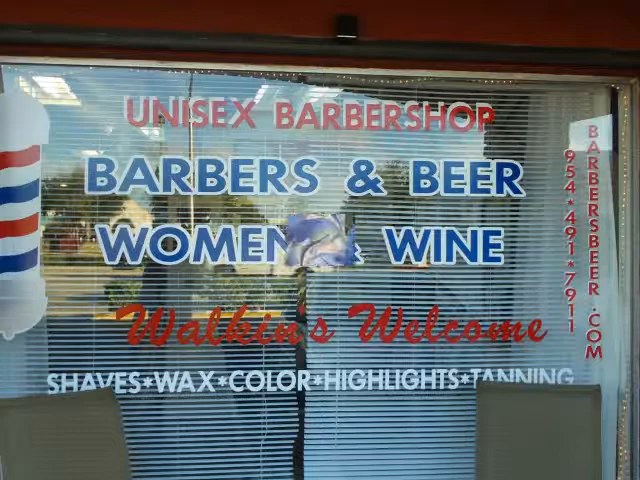 UNISEX BARBERSHOP
BARBERS & BEER
WOMEN & WINE
Walkin's Welcome
SHAVES*WAX*COLOR*HIGHLIGHTS*TANNING
954*491*7911
BARBERSBEER.COM